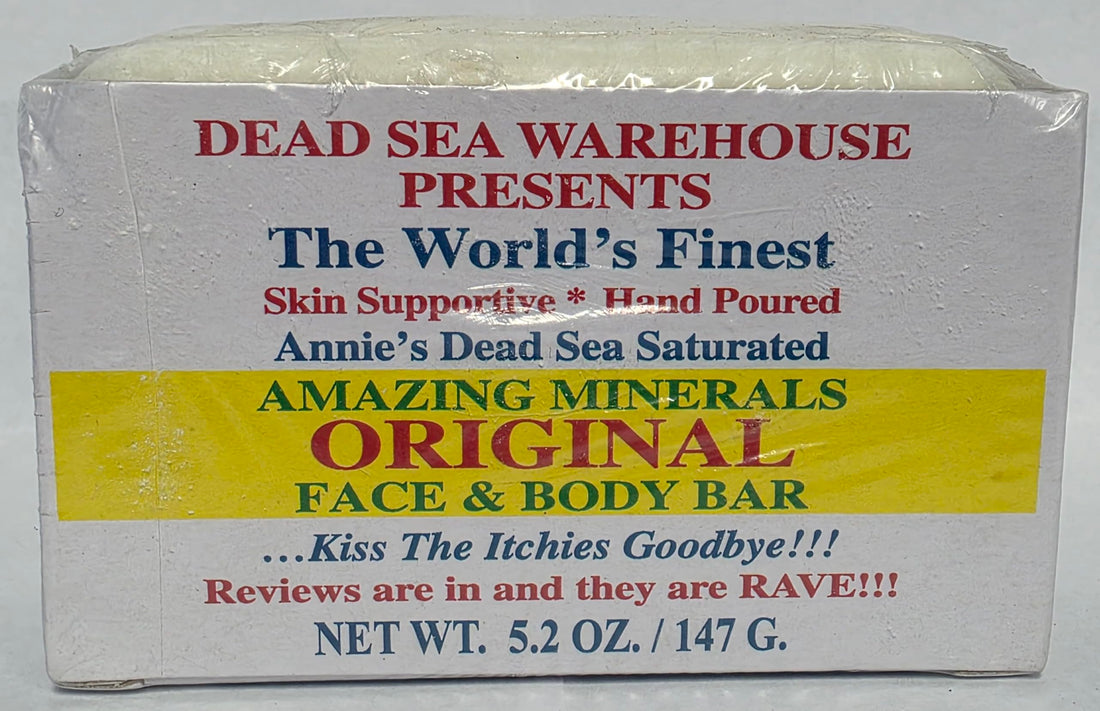 DEAD SEA WAREHOUSE
PRESENTS
The World's Finest
Skin Supportive * Hand Poured
Annie's Dead Sea Saturated
AMAZING MINERALS
ORIGINAL
FACE & BODY BAR
...Kiss The Itchies Goodbye!!!
Reviews are in and they are RAVE!!!
NET WT. 5.2 OZ. / 147 G.